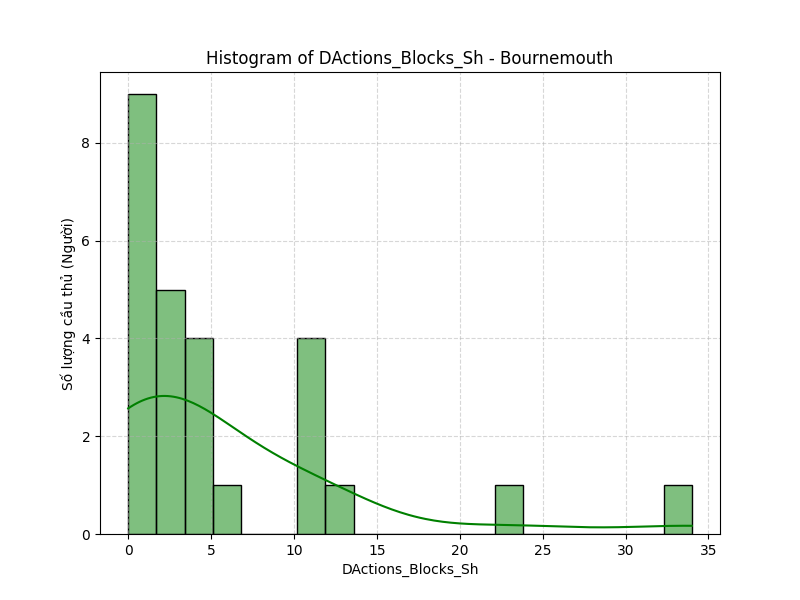 Histogram of DActions_Blocks_Sh - Bournemouth
Số lượng cầu thủ (Người)
8
6
4
2
0
0 5 10 15 20 25 30 35
DActions_Blocks_Sh